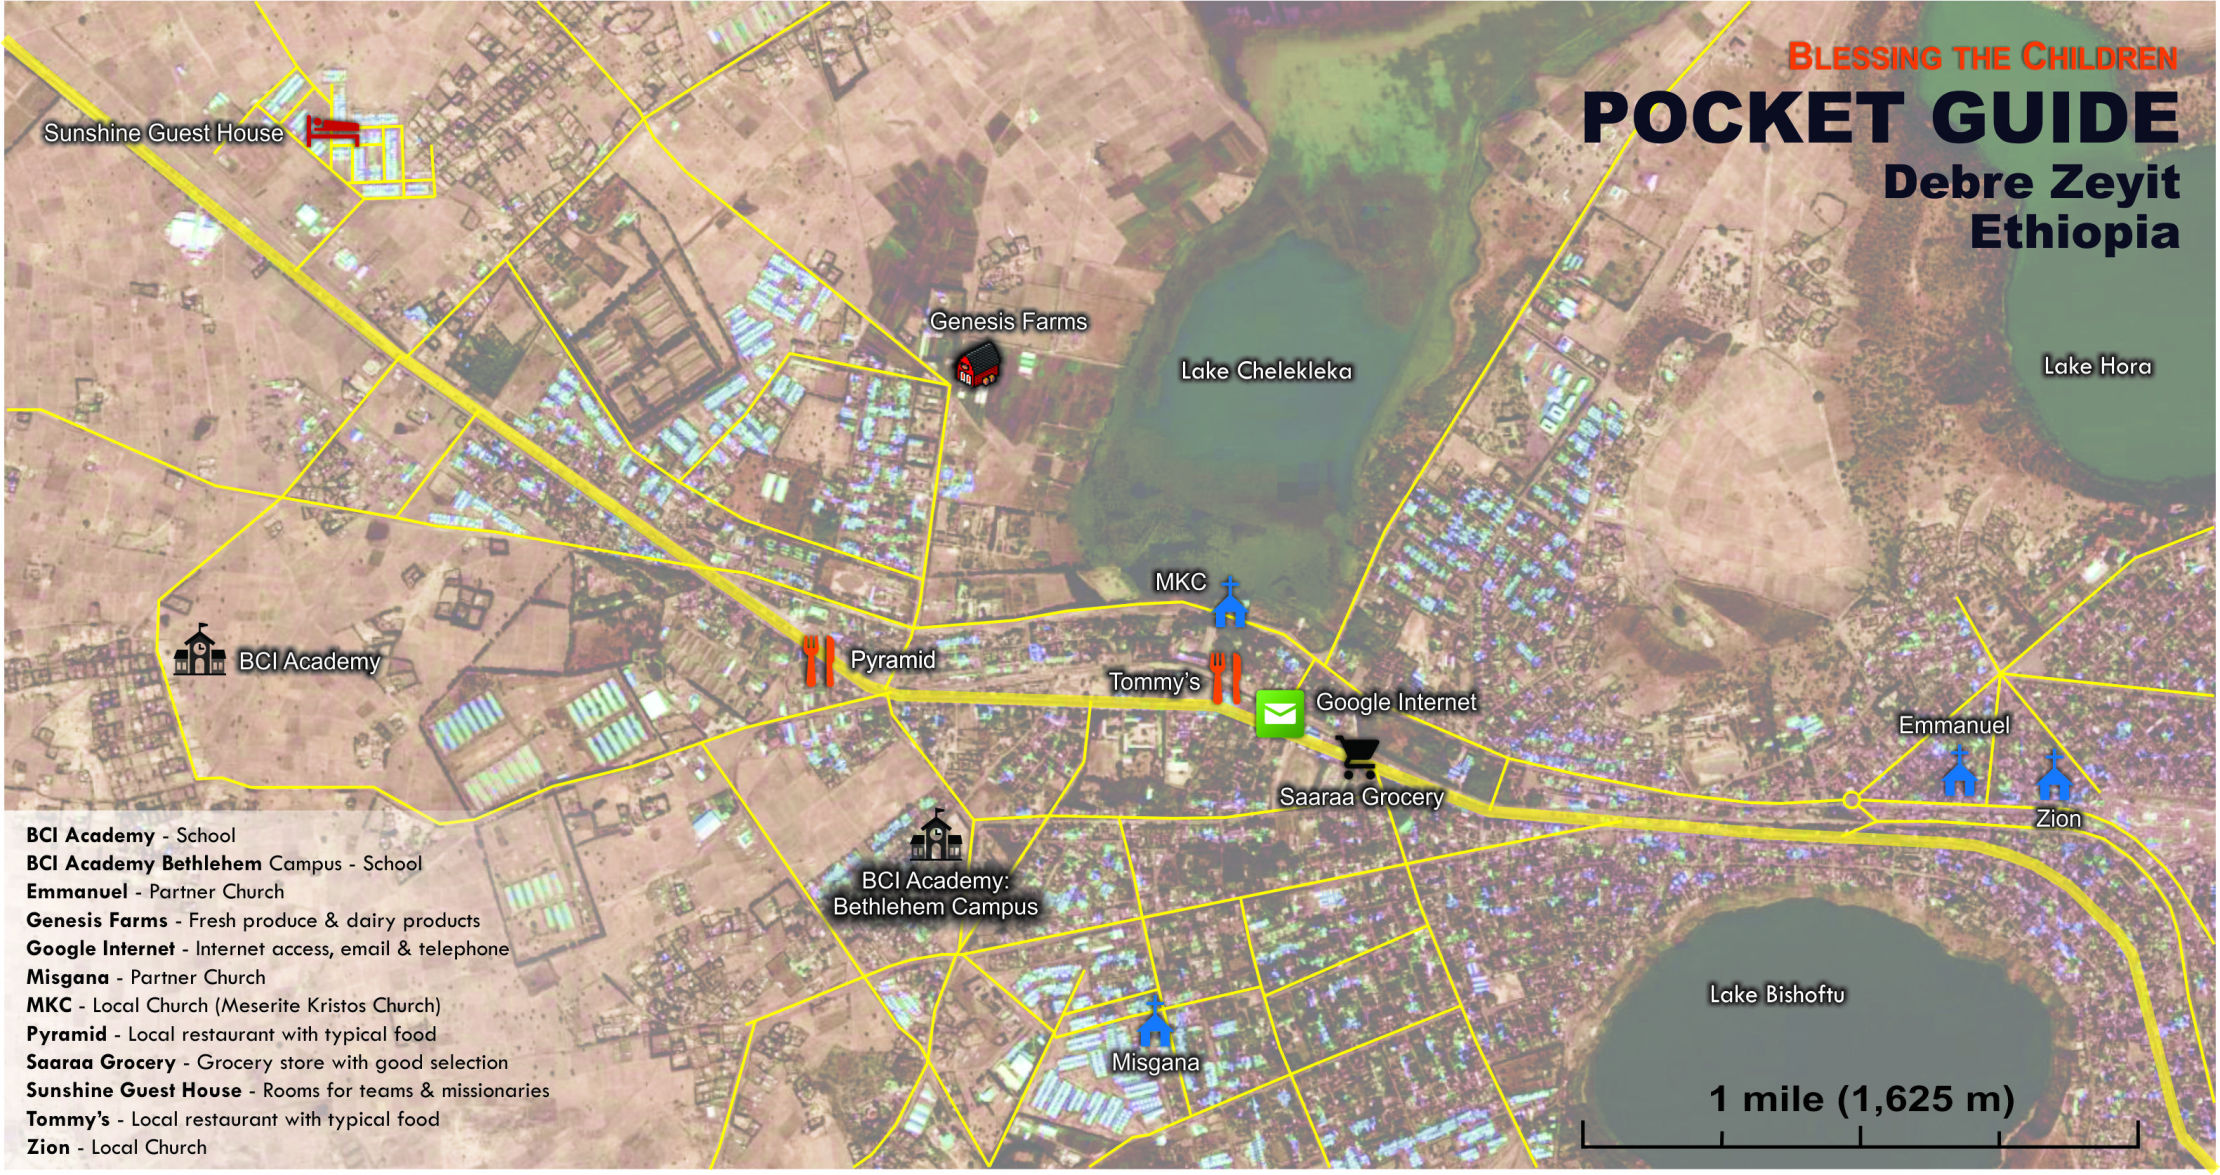 BLESSING THE CHILDREN
POCKET GUIDE
Debre Zeyit
Ethiopia
Sunshine Guest House
Genesis Farms
Lake Chelekleka
Lake Hora
MKC
BCI Academy
Pyramid
Tommy's
Google Internet
Emmanuel
Saaraa Grocery
Zion
BCI Academy:
Bethlehem Campus
Lake Bishoftu
Misgana
1 mile (1,625 m)
BCI Academy - School
BCI Academy Bethlehem Campus - School
Emmanuel - Partner Church
Genesis Farms - Fresh produce & dairy products
Google Internet - Internet access, email & telephone
Misgana - Partner Church
MKC - Local Church (Meserite Kristos Church)
Pyramid - Local restaurant with typical food
Saaraa Grocery - Grocery store with good selection
Sunshine Guest House - Rooms for teams & missionaries
Tommy's - Local restaurant with typical food
Zion - Local Church